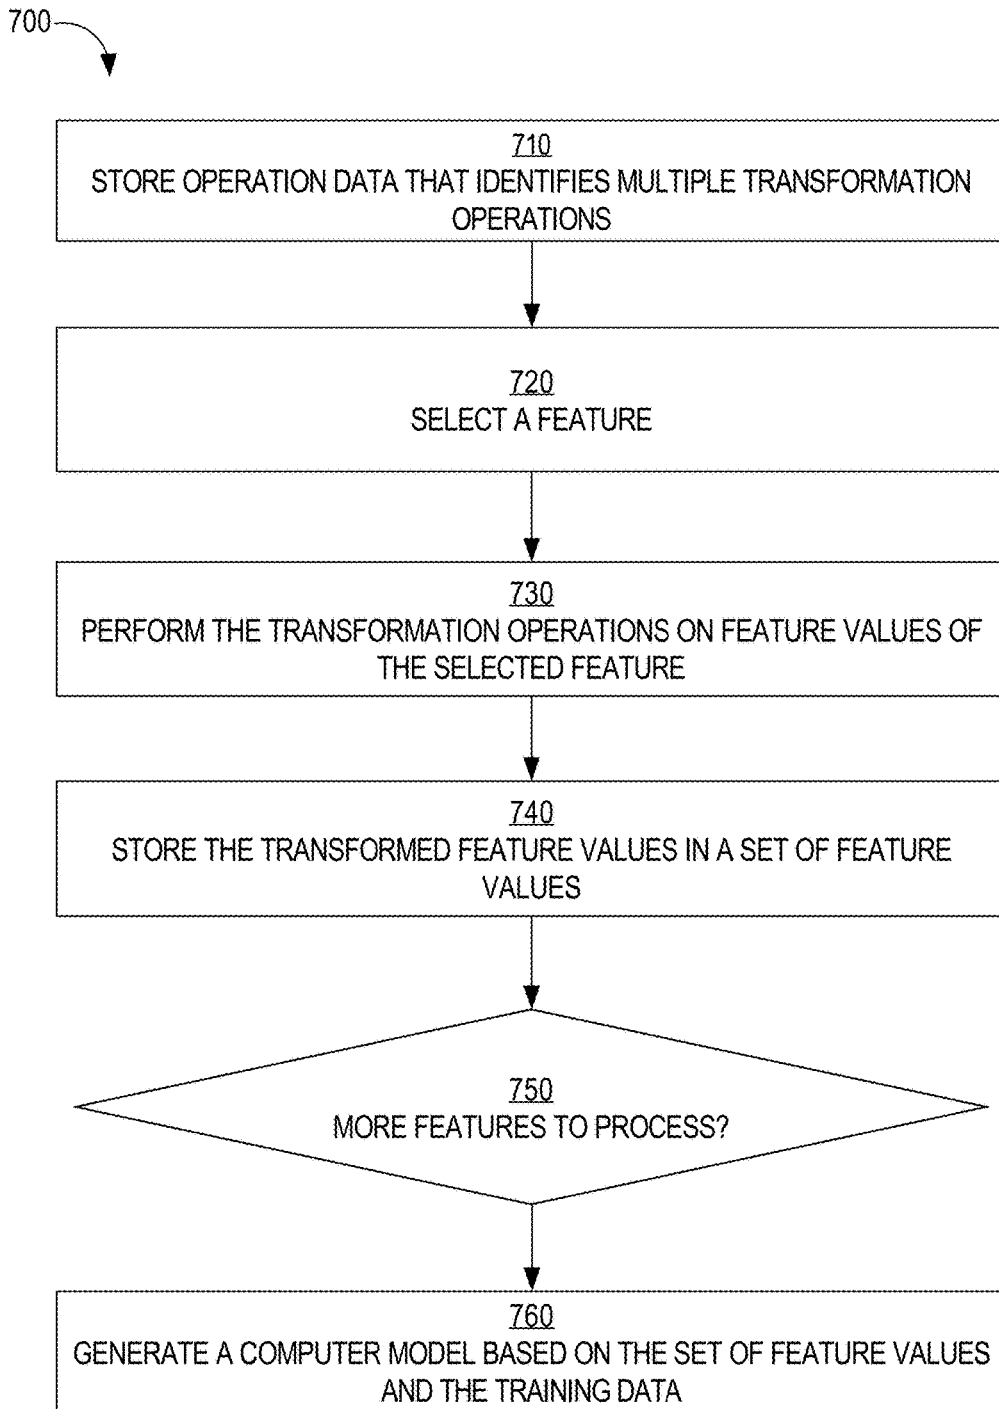 700
710
STORE OPERATION DATA THAT IDENTIFIES MULTIPLE TRANSFORMATION
OPERATIONS
720
SELECT A FEATURE
730
PERFORM THE TRANSFORMATION OPERATIONS ON FEATURE VALUES OF
THE SELECTED FEATURE
740
STORE THE TRANSFORMED FEATURE VALUES IN A SET OF FEATURE
VALUES
750
MORE FEATURES TO PROCESS?
760
GENERATE A COMPUTER MODEL BASED ON THE SET OF FEATURE VALUES
AND THE TRAINING DATA